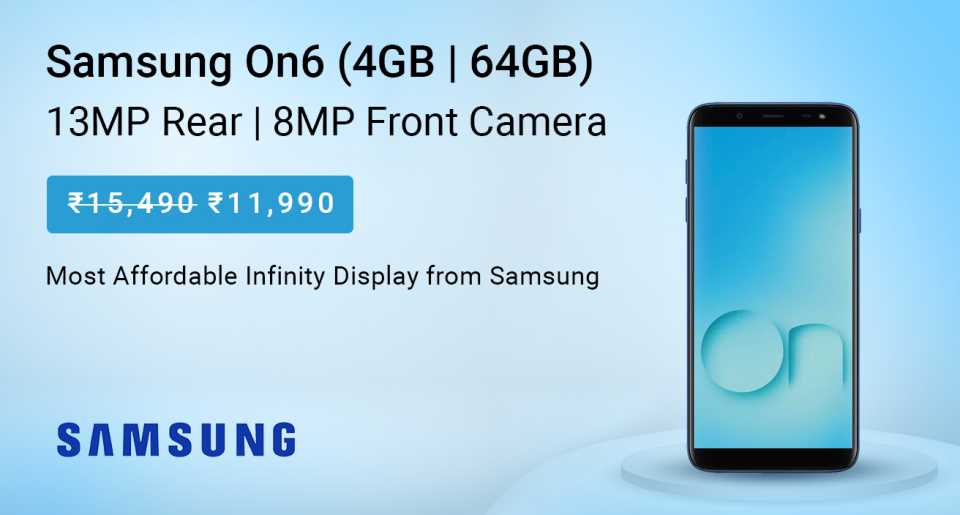 Samsung On6 (4GB | 64GB)
13MP Rear | 8MP Front Camera
₹15,490 ₹11,990
Most Affordable Infinity Display from Samsung
On
SAMSUNG